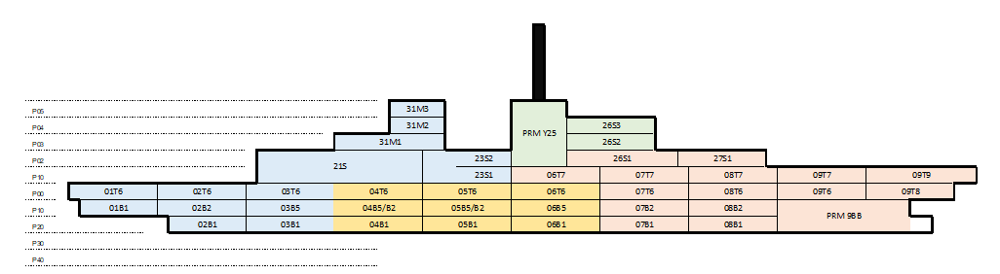 P05 31M3
P04 31M2 PRM Y25 26S3
P03 31M1 26S2
P02 21S 23S2 26S1 27S1
P10 23S1 06T7 07T7 08T7 09T7 09T9
P00 01T6 02T6 03T6 04T6 05T6 06T6 07T6 08T6 09T6 09T8
P10 01B1 02B2 03B5 04B5/B2 05B5/B2 06B5 07B2 08B2 PRM 9BB
P20 02B1 03B1 04B1 05B1 06B1 07B1 08B1
P30
P40